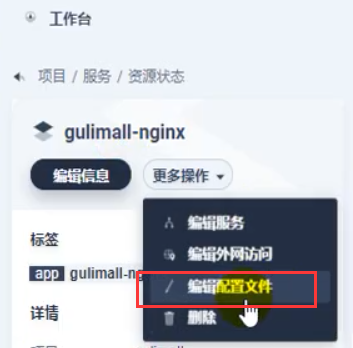 工作台
项目 / 服务 / 资源状态
gulimall-nginx
编辑信息 更多操作
编辑服务
标签
编辑外网访问
app gulimall-ng
编辑配置文件
详情
删除